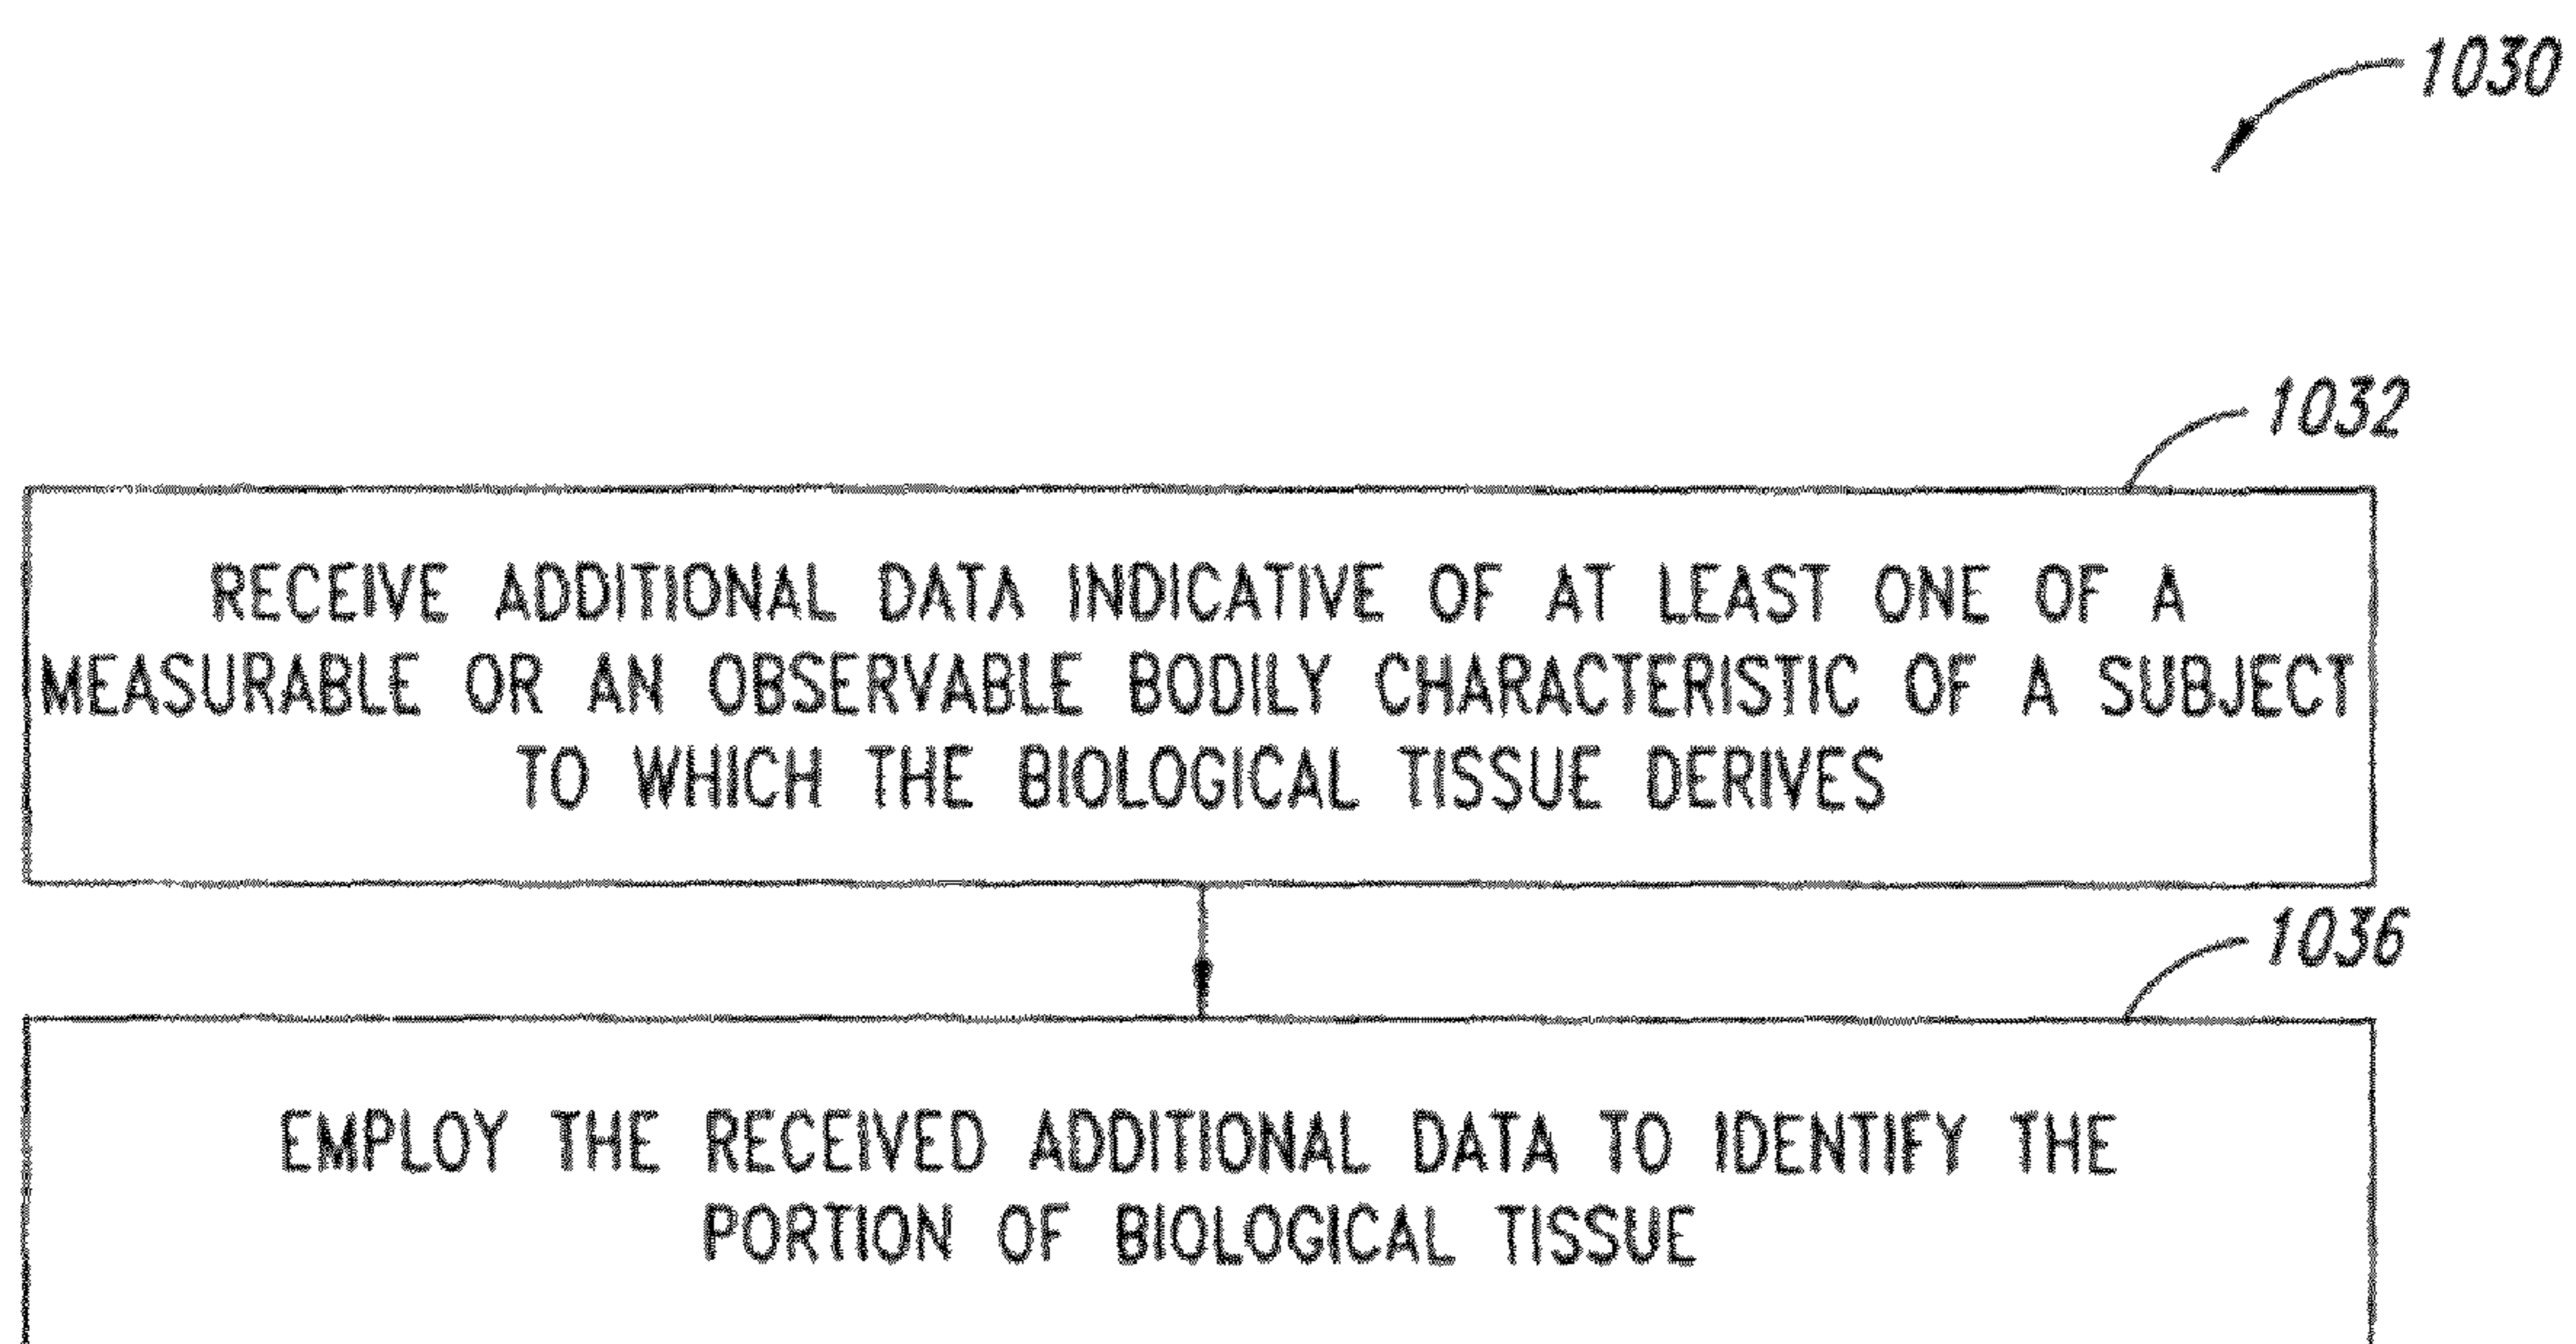 1030
1032
RECEIVE ADDITIONAL DATA INDICATIVE OF AT LEAST ONE OF A
MEASURABLE OR AN OBSERVABLE BODILY CHARACTERISTIC OF A SUBJECT
TO WHICH THE BIOLOGICAL TISSUE DERIVES
1036
EMPLOY THE RECEIVED ADDITIONAL DATA TO IDENTIFY THE
PORTION OF BIOLOGICAL TISSUE